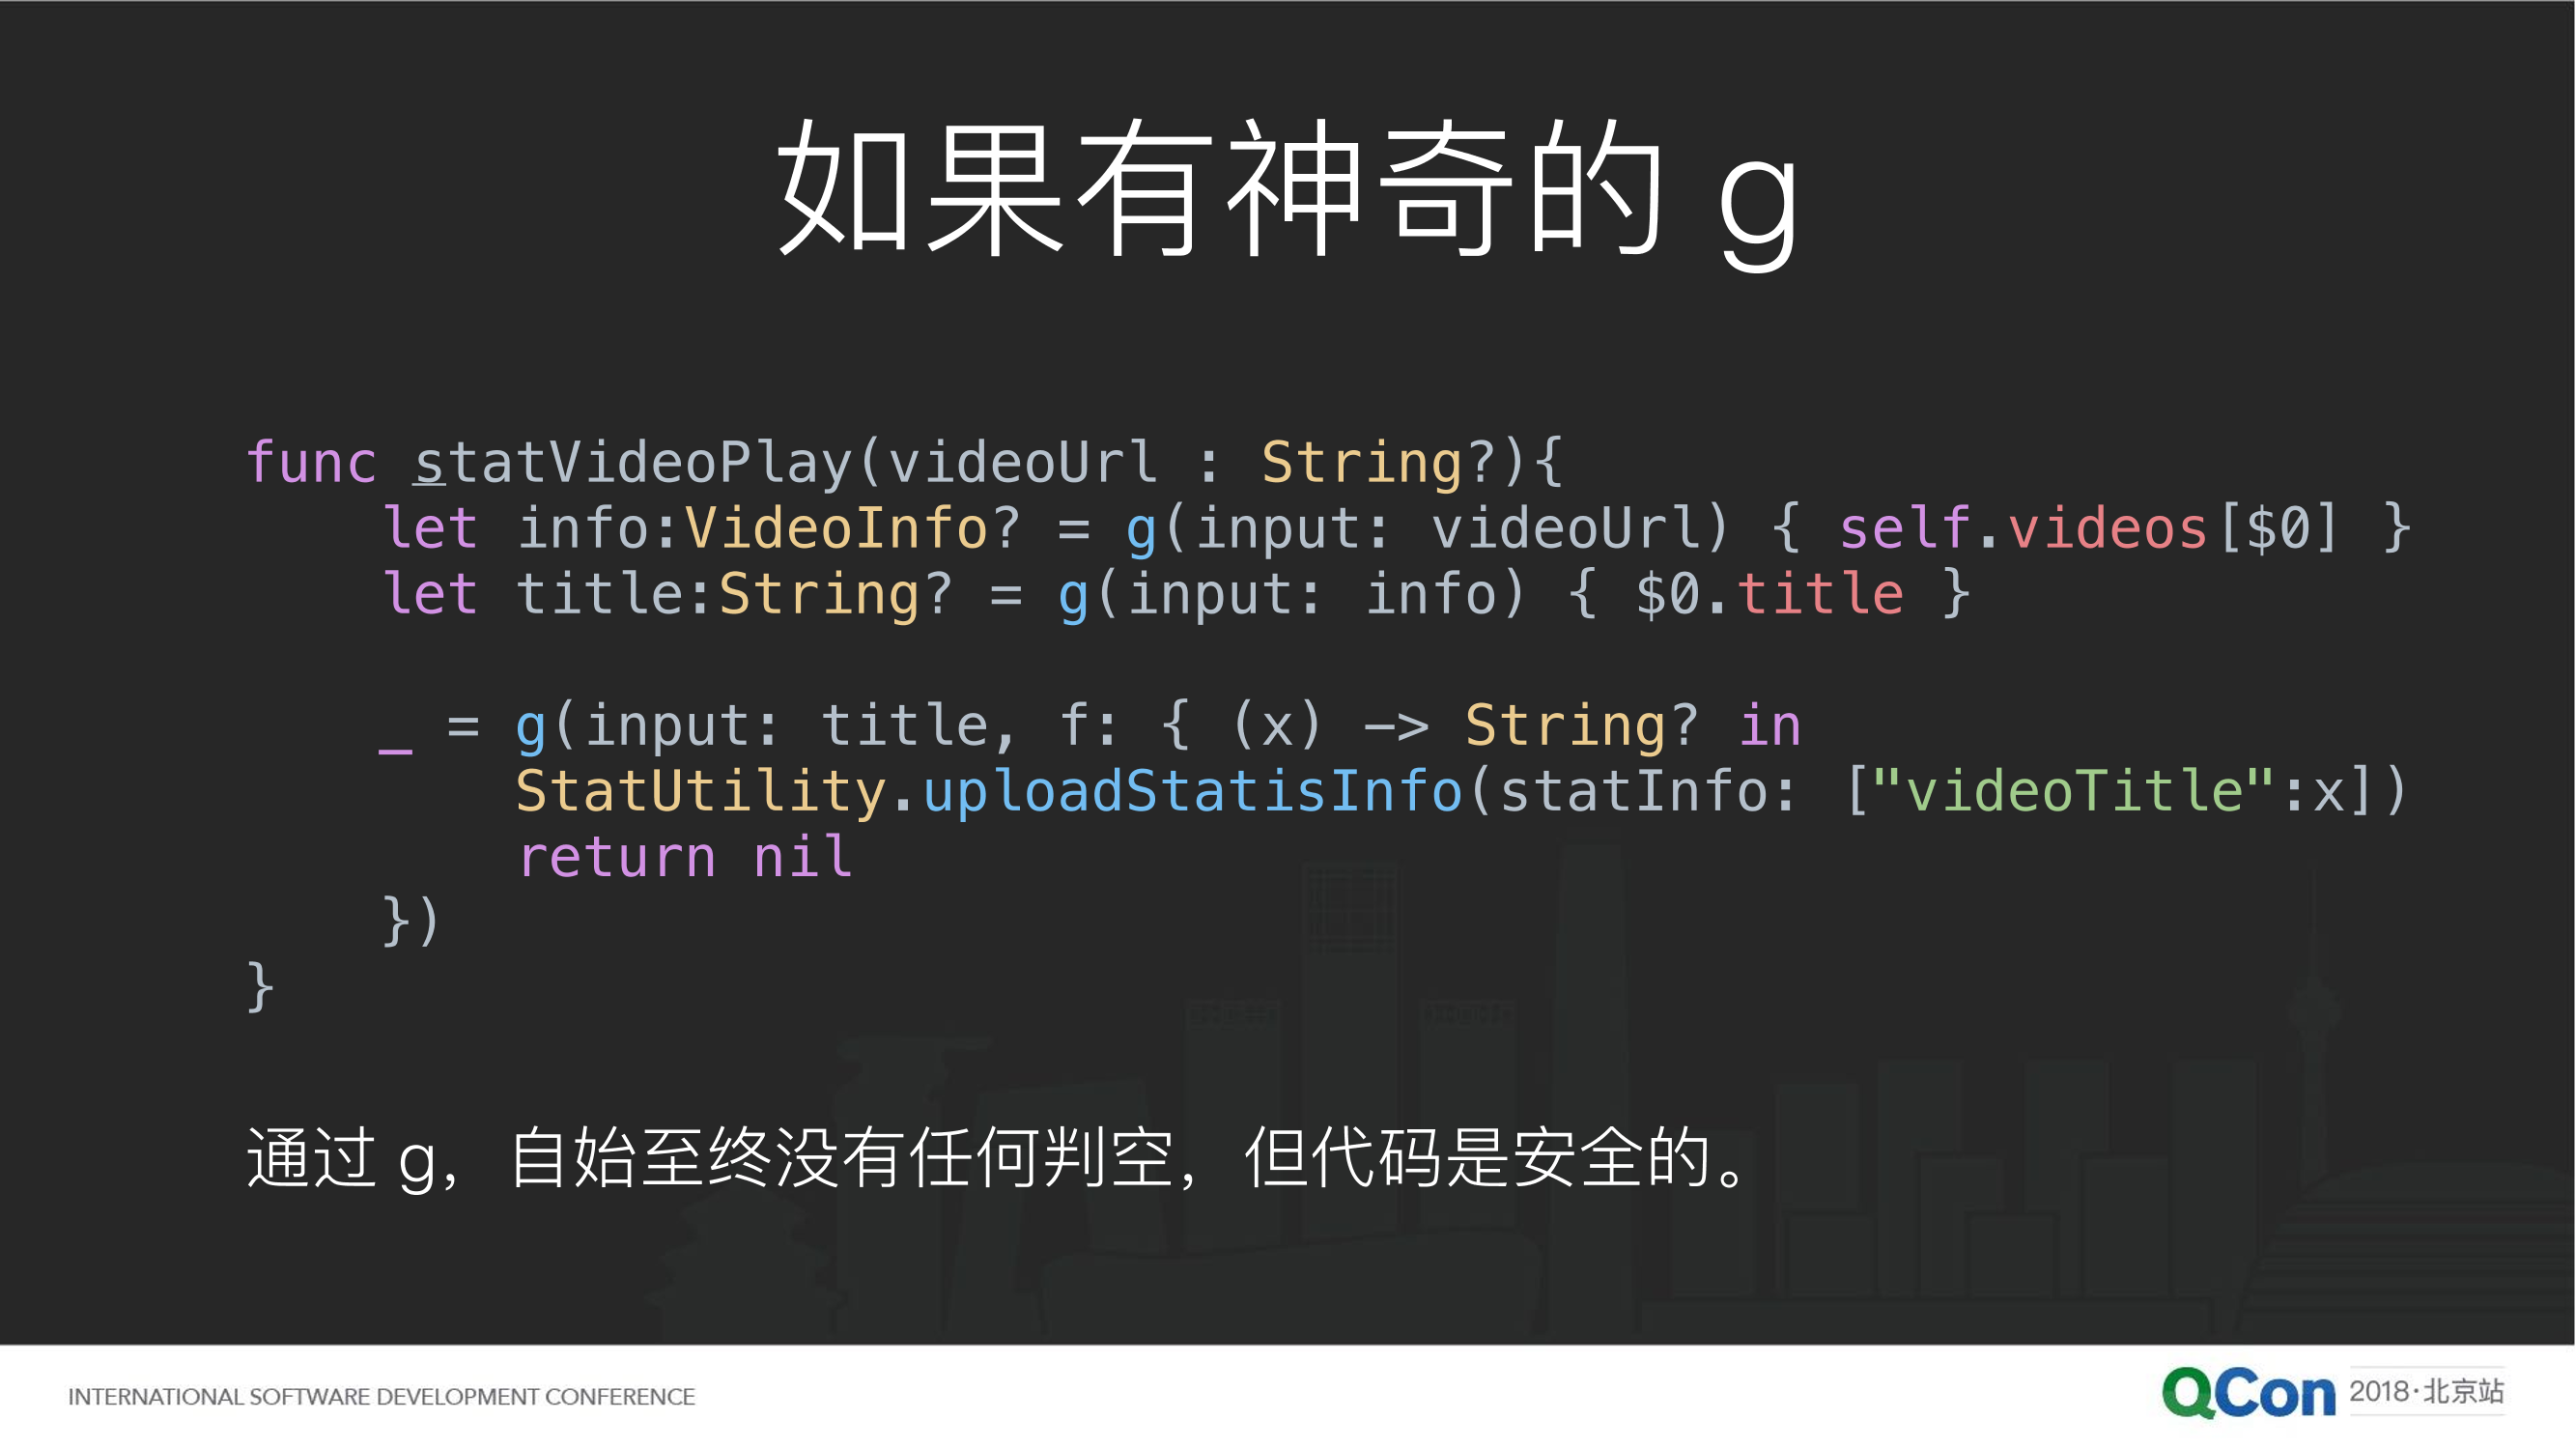 如果有神奇的 g
func statVideoPlay(videoUrl : String?){
    let info:VideoInfo? = g(input: videoUrl) { self.videos[$0] }
    let title:String? = g(input: info) { $0.title }
    _ = g(input: title, f: { (x) -> String? in
        StatUtility.uploadStatisInfo(statInfo: ["videoTitle":x])
        return nil
    })
}
通过 g，自始至终没有任何判空，但代码是安全的。
INTERNATIONAL SOFTWARE DEVELOPMENT CONFERENCE
QCon 2018·北京站